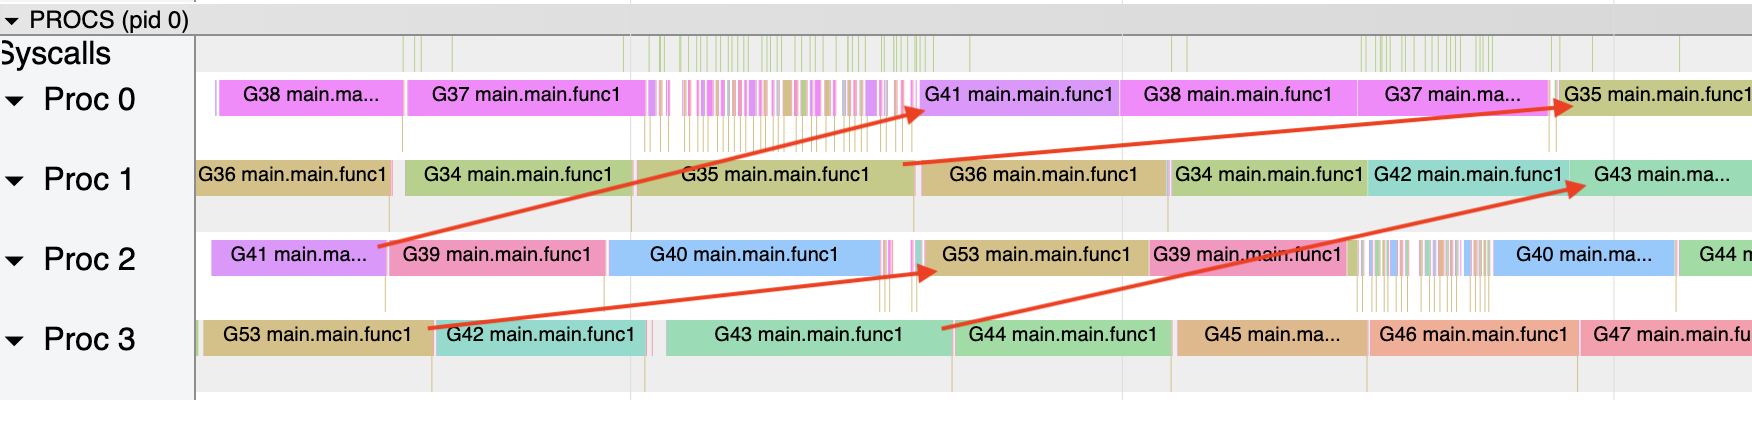 PROCS (pid 0)
Syscalls
Proc 0
G38 main.ma...
G37 main.main.func1
G41 main.main.func1
G38 main.main.func1
G37 main.ma...
G35 main.main.func1
Proc 1
G36 main.main.func1
G34 main.main.func1
G35 main.main.func1
G36 main.main.func1
G34 main.main.func1
G42 main.main.func1
G43 main.ma...
Proc 2
G41 main.ma...
G39 main.main.func1
G40 main.main.func1
G53 main.main.func1
G39 main.main.func1
G40 main.ma...
G44 m
Proc 3
G53 main.main.func1
G42 main.main.func1
G43 main.main.func1
G44 main.main.func1
G45 main.ma...
G46 main.main.func1
G47 main.main.fu